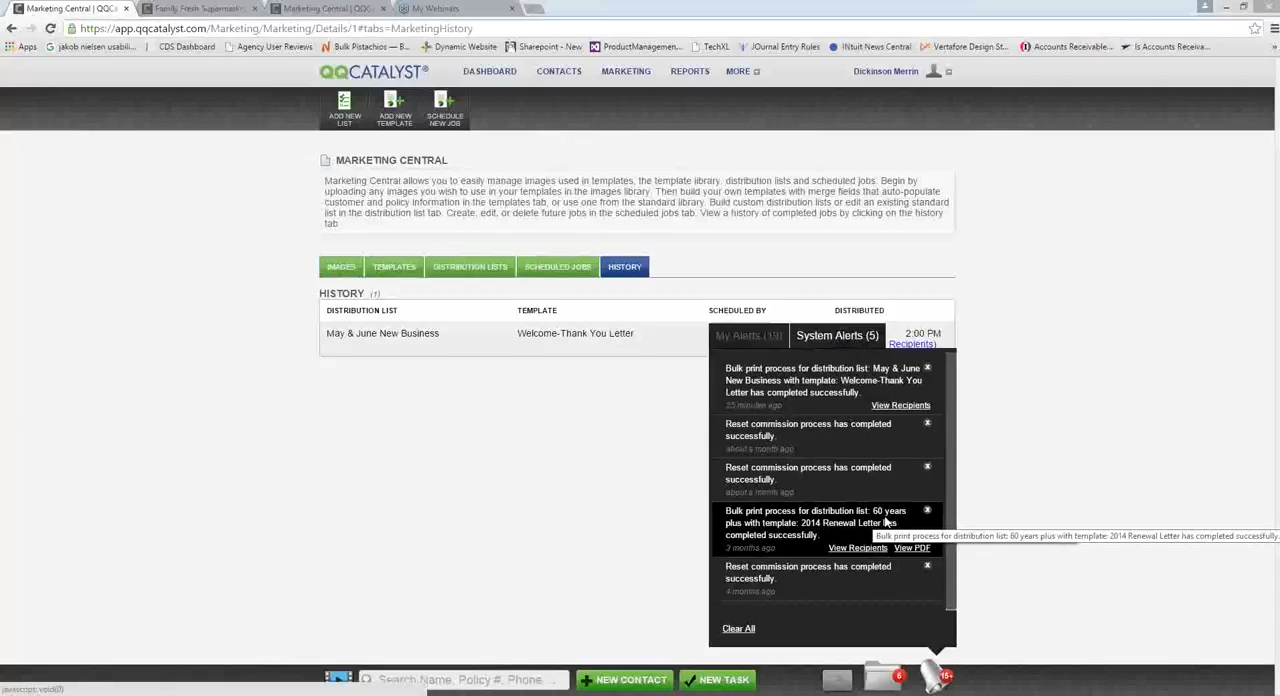 Marketing Central | QQC
Family Fresh Supermark
Marketing Central | QQC
My Webinars
https://app.qqcatalyst.com/Marketing/Marketing/Details/1#tabs=MarketingHistory
Apps jakob nielsen usabili... CDS Dashboard Agency User Reviews Bulk Pistachios — B... Dynamic Website Sharepoint - New ProductManagemen... TechXL JOurnal Entry Rules INtuit News Central Vertafore Design St... Accounts Receivable... Is Accounts Receiva...
QQCATALYST® DASHBOARD CONTACTS MARKETING REPORTS MORE Dickinson Merrin
ADD NEW LIST
ADD NEW TEMPLATE
SCHEDULE NEW JOB
MARKETING CENTRAL
Marketing Central allows you to easily manage images used in templates, the template library, distribution lists and scheduled jobs. Begin by
uploading any images you wish to use in your templates in the images library. Then build your own templates with merge fields that auto-populate
customer and policy information in the templates tab, or use one from the standard library. Build custom distribution lists or edit an existing standard
list in the distribution list tab. Create, edit, or delete future jobs in the scheduled jobs tab. View a history of completed jobs by clicking on the history
tab
IMAGES TEMPLATES DISTRIBUTION LISTS SCHEDULED JOBS HISTORY
HISTORY (1)
DISTRIBUTION LIST TEMPLATE SCHEDULED BY DISTRIBUTED
May & June New Business Welcome-Thank You Letter 2:00 PM
Recipients)
My Alerts System Alerts (5)
Bulk print process for distribution list: May & June
New Business with template: Welcome-Thank You
Letter has completed successfully.
25 minutes ago View Recipients
Reset commission process has completed
successfully.
about a month ago
Reset commission process has completed
successfully.
about a month ago
Bulk print process for distribution list: 60 years
plus with template: 2014 Renewal Letter has
completed successfully.
Bulk print process for distribution list: 60 years plus with template: 2014 Renewal Letter has completed successfully.
3 months ago View Recipients View PDF
Reset commission process has completed
successfully.
4 months ago
Clear All
Search Name, Policy #, Phone, ... NEW CONTACT NEW TASK 6 15+
javascript: void(0)